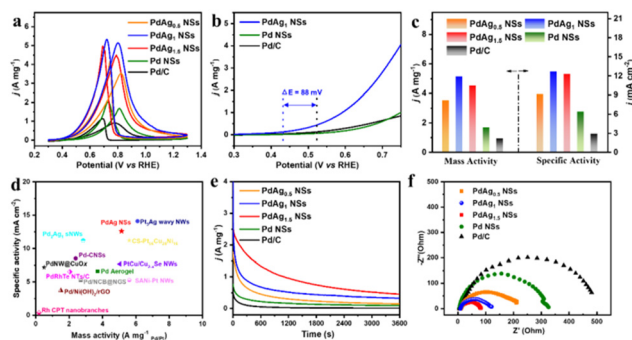 a
PdAg0.5 NSs
PdAg1 NSs
PdAg1.5 NSs
Pd NSs
Pd/C
j (A mg-1)
Potential (V vs RHE)
b
PdAg1 NSs
Pd NSs
Pd/C
ΔE = 88 mV
j (A mg-1)
Potential (V vs RHE)
c
PdAg0.5 NSs
PdAg1 NSs
PdAg1.5 NSs
Pd NSs
Pd/C
j (A mg-1)
j (mA cm-2)
Mass Activity
Specific Activity
d
Pt3Ag wavy NWs
PdAg NSs
Pd-CNSs
PdNW@CuOx
PtCu/Cu2-xSe NWs
PdRhTe NTs/C
Pd Aerogel
Pd/NCB@NGS
SANi-Pt NWs
Pd/Ni(OH)2/rGO
Rh CPT nanobranches
Specific activity (mA cm-2)
Mass activity (A mg-1 Pd/Pt)
e
PdAg0.5 NSs
PdAg1 NSs
PdAg1.5 NSs
Pd NSs
Pd/C
j (A mg-1)
Time (s)
f
PdAg0.5 NSs
PdAg1 NSs
PdAg1.5 NSs
Pd NSs
Pd/C
-Z''(Ohm)
Z' (Ohm)